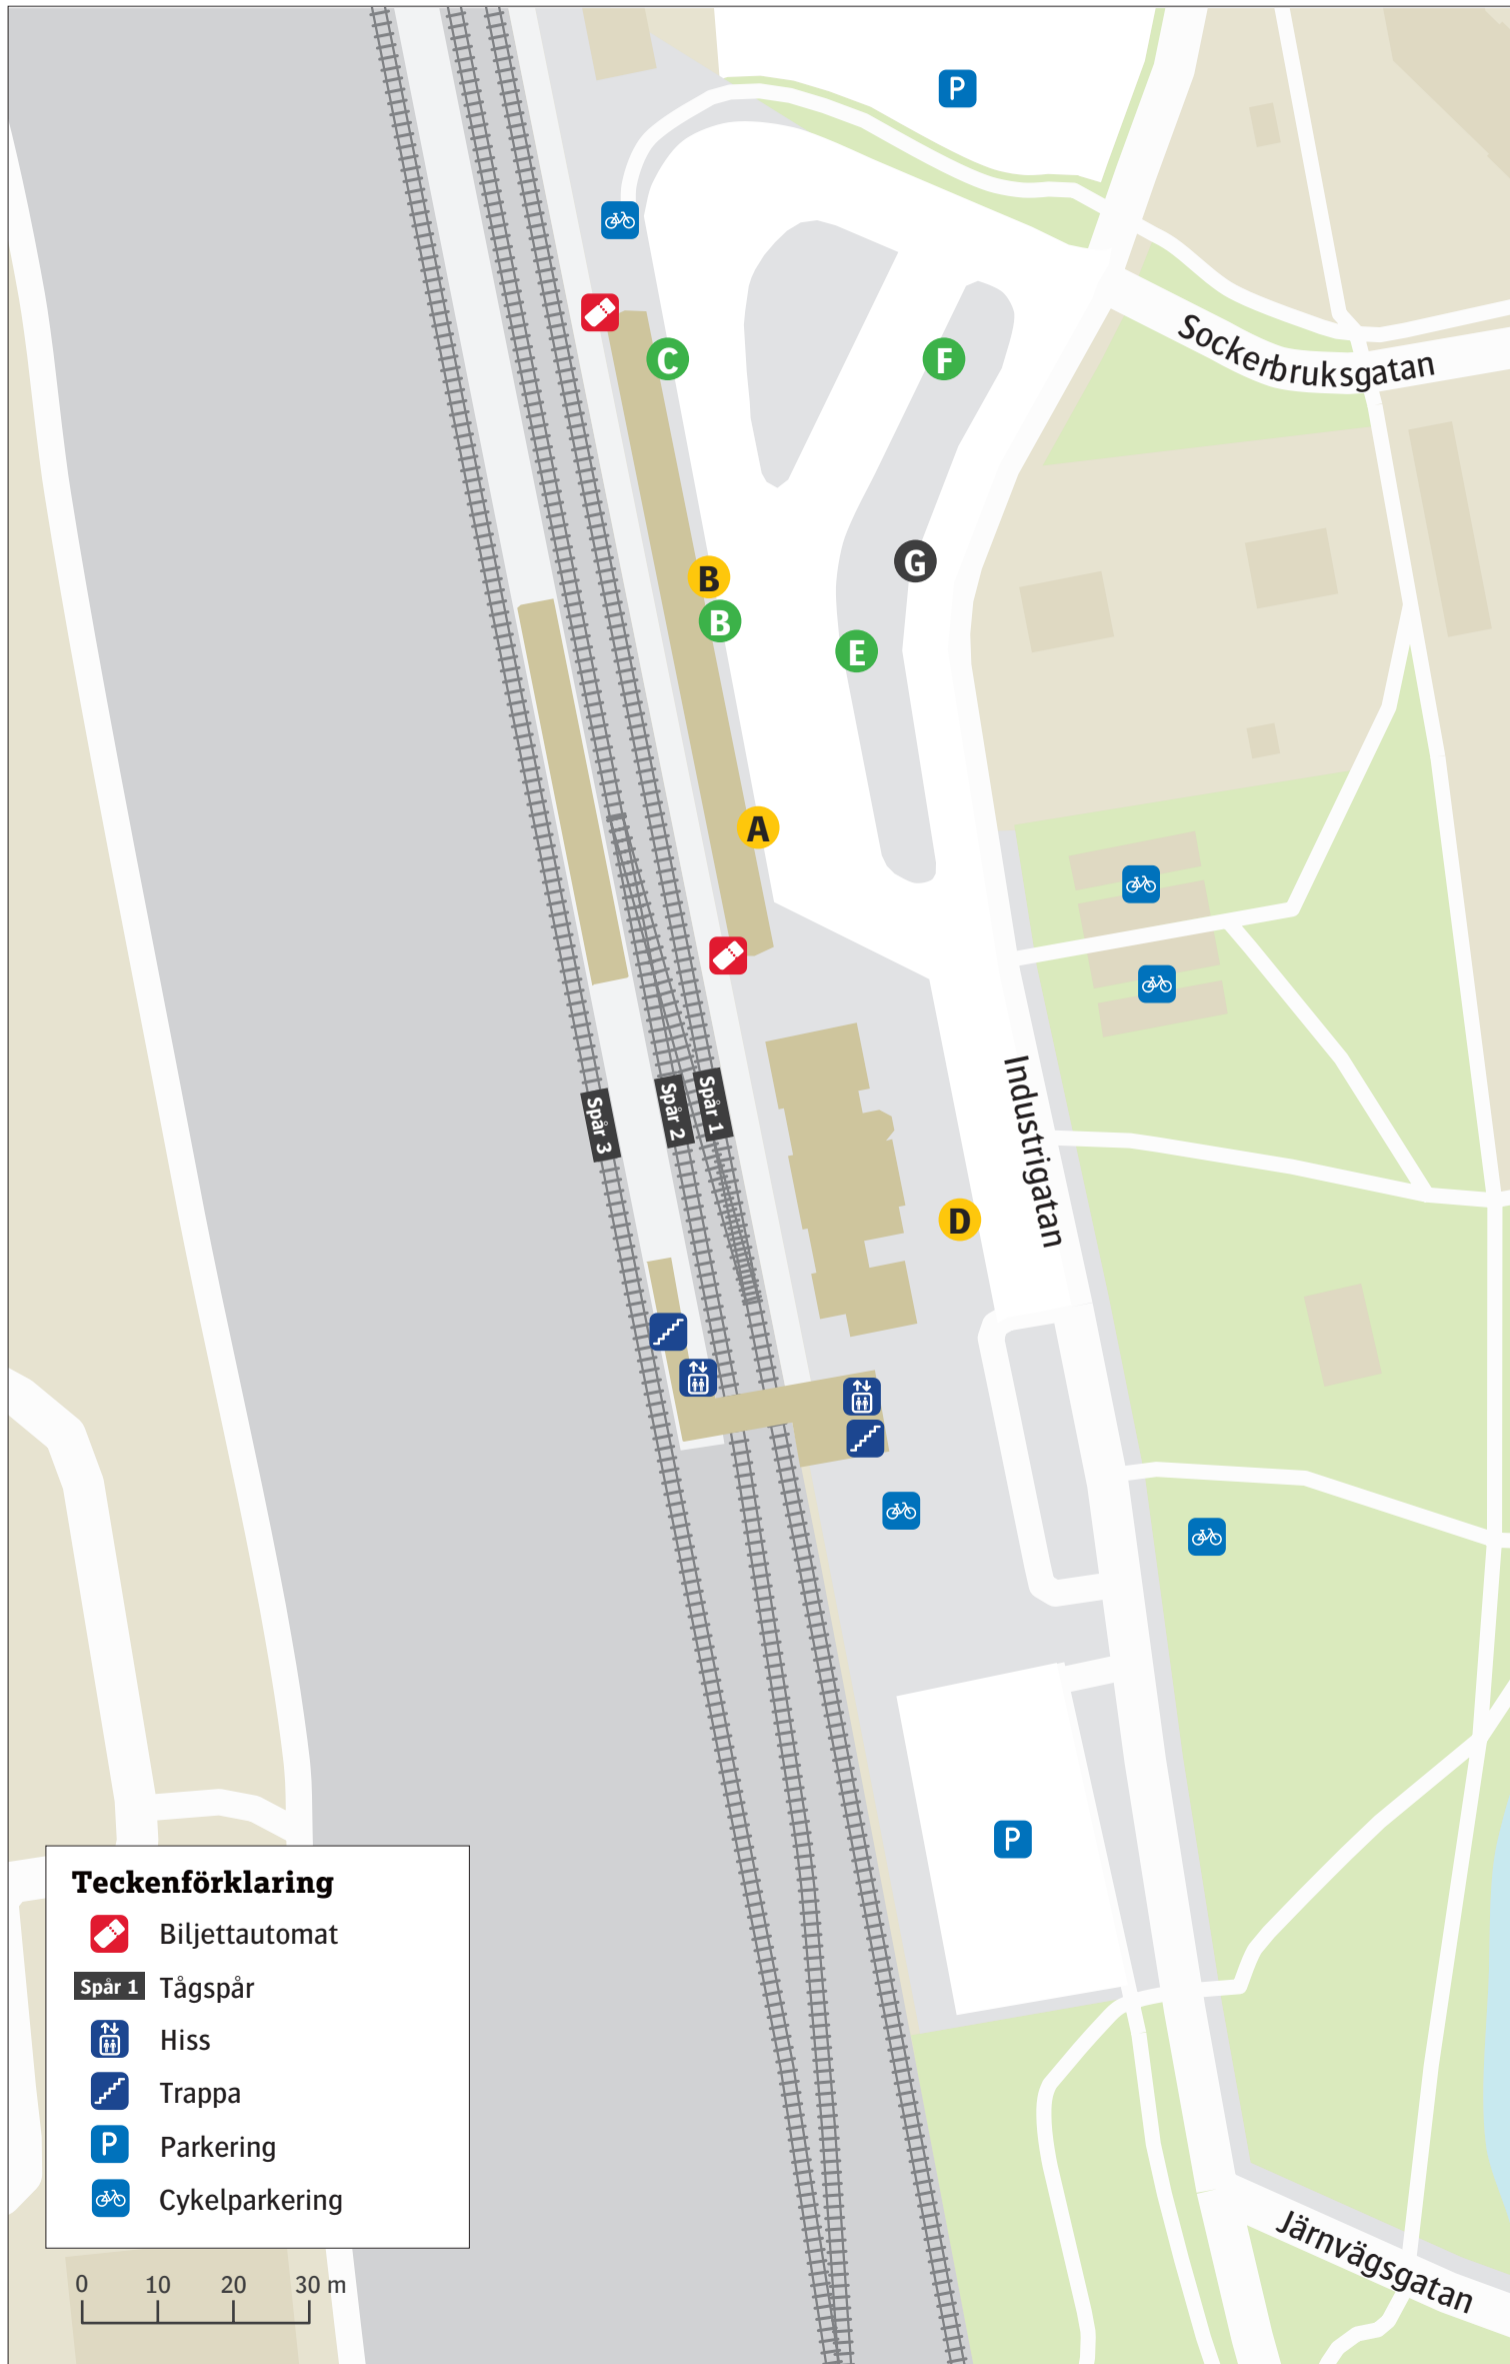 P
Sockerbruksgatan
C
F
B
G
B
E
A
Industrigatan
Spår 1
Spår 2
Spår 3
D
P
Teckenförklaring
Biljettautomat
Spår 1 Tågspår
Hiss
Trappa
P Parkering
Cykelparkering
0 10 20 30 m
Järnvägsgatan